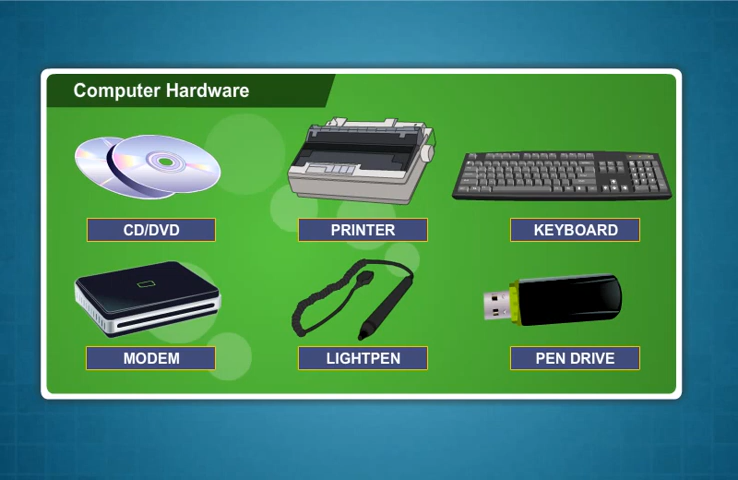 Computer Hardware
CD/DVD
PRINTER
KEYBOARD
MODEM
LIGHTPEN
PEN DRIVE